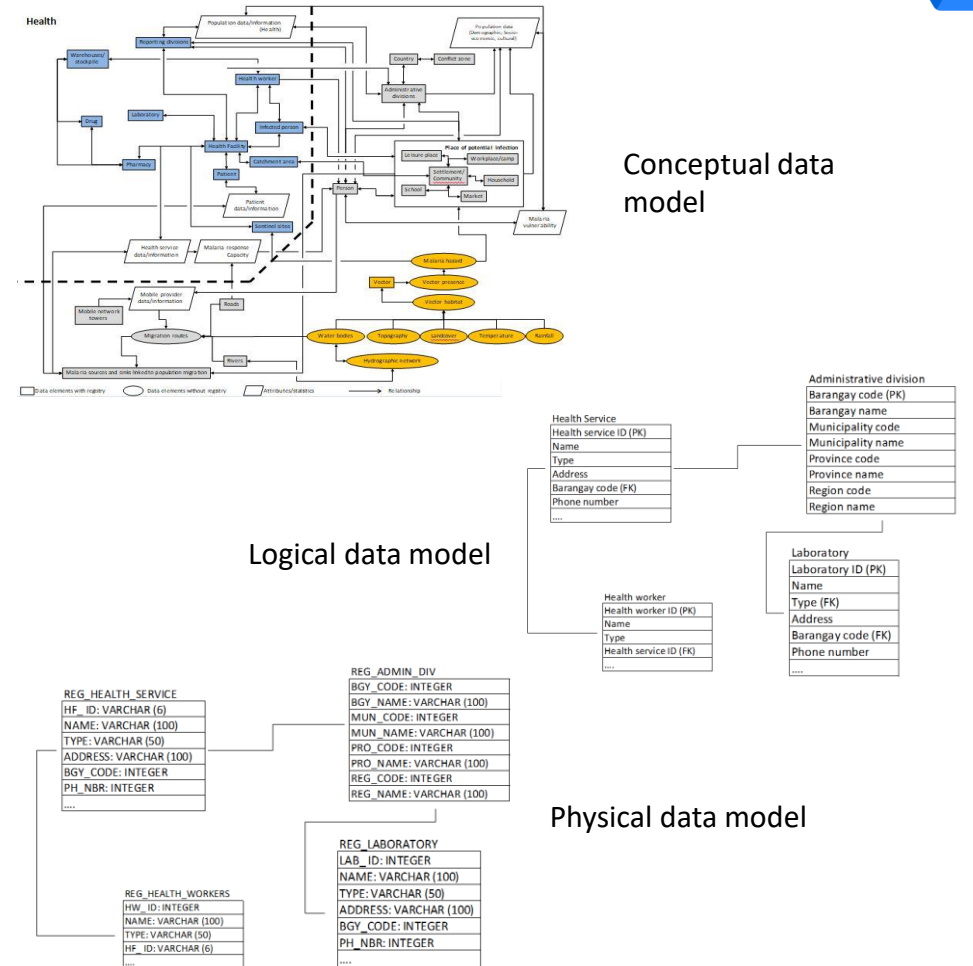 Health
Population data/information
(Health)
Population data
(Demographic, Socio-
economic, cultural)
Reporting divisions
Warehouses/
stockpile
Country
Conflict zone
Health worker
Administrative
divisions
Laboratory
Drug
Infected person
Health Facility
Place of potential infection
Leisure place
Workplace/camp
Pharmacy
Catchment area
Patient
Settlement/
Community
Household
Person
School
Market
Patient
data/information
Malaria
vulnerability
Sentinel sites
Health service
data/information
Malaria response
Capacity
Malaria hazard
Vector
Vector presence
Mobile provider
data/information
Vector habitat
Mobile network
towers
Roads
Migration routes
Water bodies
Topography
Landcover
Temperature
Rainfall
Rivers
Hydrographic network
Malaria sources and sinks linked to population migration
Data elements with registry
Data elements without registry
Attributes/statistics
Relationship
Conceptual data
model
Administrative division
Barangay code (PK)
Barangay name
Municipality code
Municipality name
Province code
Province name
Region code
Region name
Health Service
Health service ID (PK)
Name
Type
Address
Barangay code (FK)
Phone number
....
Logical data model
Laboratory
Laboratory ID (PK)
Name
Type (FK)
Address
Barangay code (FK)
Phone number
....
Health worker
Health worker ID (PK)
Name
Type
Health service ID (FK)
....
REG_HEALTH_SERVICE
HF_ ID: VARCHAR (6)
NAME: VARCHAR (100)
TYPE: VARCHAR (50)
ADDRESS: VARCHAR (100)
BGY_CODE: INTEGER
PH_NBR: INTEGER
....
REG_ADMIN_DIV
BGY_CODE: INTEGER
BGY_NAME: VARCHAR (100)
MUN_CODE: INTEGER
MUN_NAME: VARCHAR (100)
PRO_CODE: INTEGER
PRO_NAME: VARCHAR (100)
REG_CODE: INTEGER
REG_NAME: VARCHAR (100)
Physical data model
REG_LABORATORY
LAB_ ID: INTEGER
NAME: VARCHAR (100)
TYPE: VARCHAR (50)
ADDRESS: VARCHAR (100)
BGY_CODE: INTEGER
PH_NBR: INTEGER
....
REG_HEALTH_WORKERS
HW_ ID: INTEGER
NAME: VARCHAR (100)
TYPE: VARCHAR (50)
HF_ ID: VARCHAR (6)
....